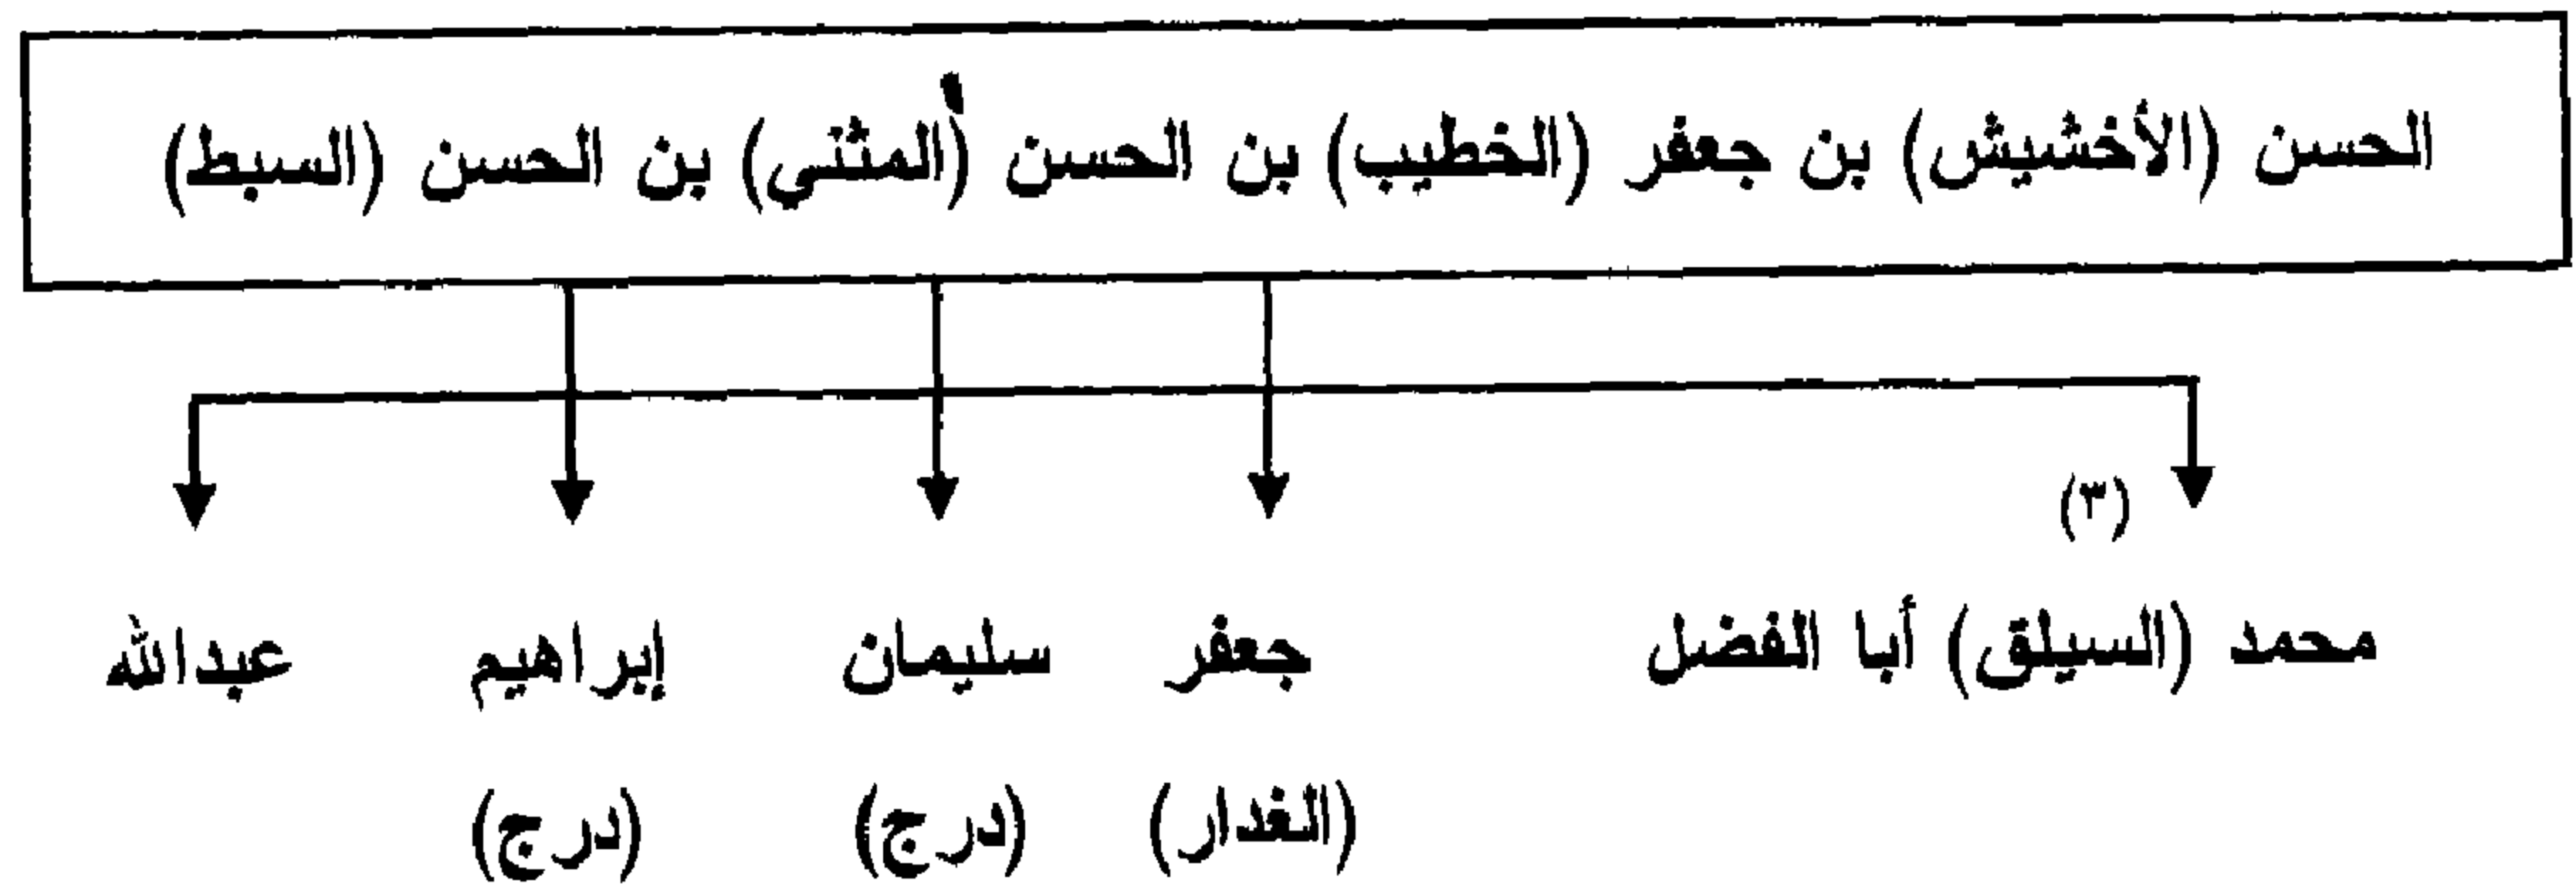 الحسن (الأخشيش) بن جعفر (الخطيب) بن الحسن (المثني) بن الحسن (السبط)
(٣)
محمد (السيلق) أبا الفضل جعفر سليمان إبراهيم عبدالله
(الغدار) (درج) (درج)